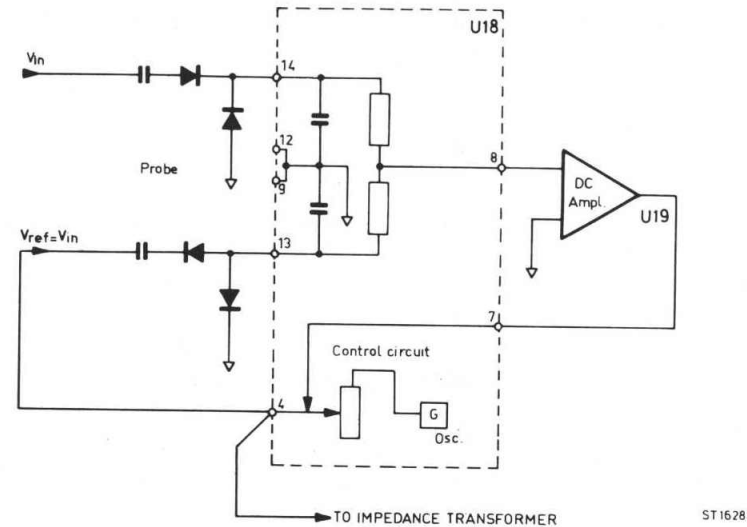 U18
Vin
14
12
Probe
8
9
DC
Ampl.
U19
Vref=Vin
13
7
Control circuit
4
G
Osc.
TO IMPEDANCE TRANSFORMER
ST1628